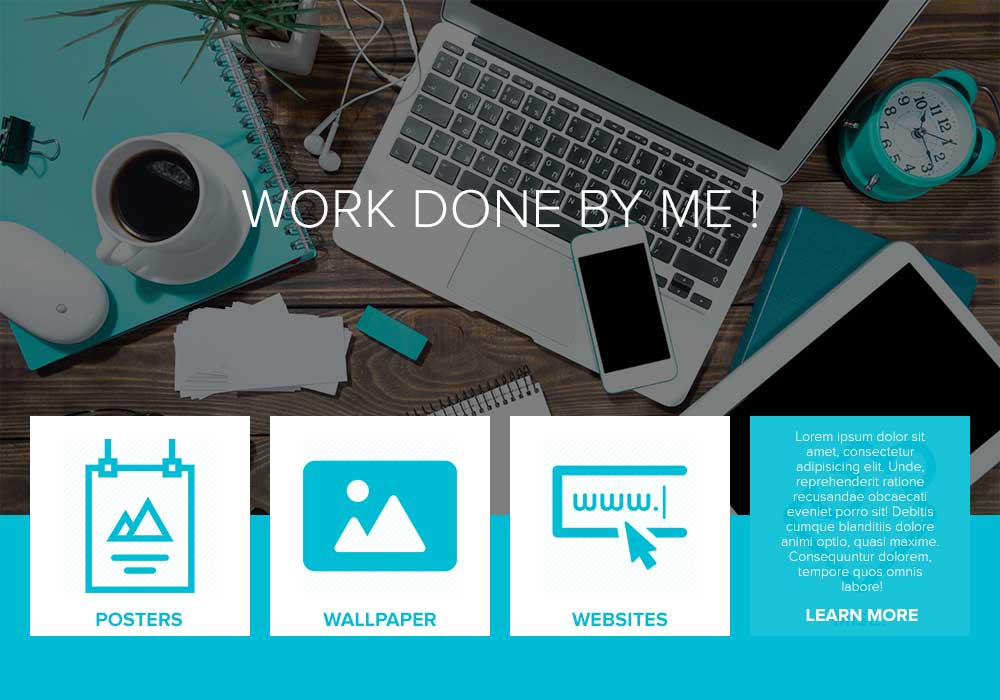 WORK DONE BY ME !
www.
POSTERS
WALLPAPER
WEBSITES
Lorem ipsum dolor sit
amet, consectetur
adipisicing elit. Unde,
reprehenderit ratione
recusandae obcaecati
eveniet porro sit! Debitis
cumque blanditiis dolore
animi optio, quasi maxime.
Consequuntur dolorem,
tempore quos omnis
labore!
LEARN MORE